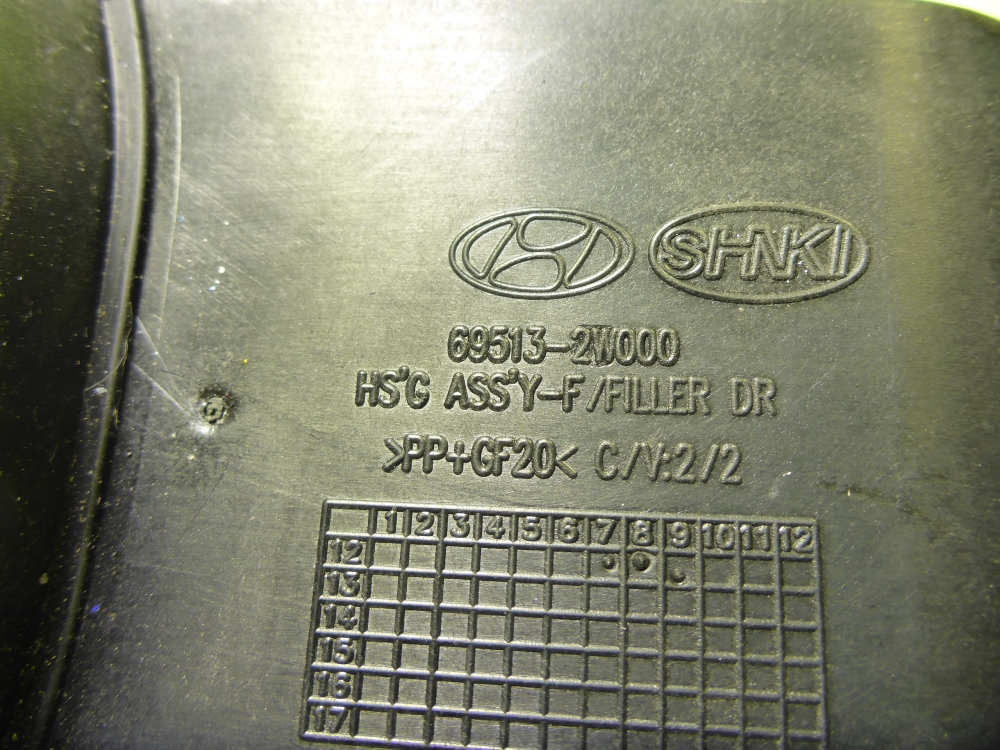 SHNKI
69513-2W000
HS'G ASS'Y-F/FILLER DR
>PP+GF20< C/V:2/2
1 2 3 4 5 6 7 8 9 10 11 12
12
13
14
15
16
17